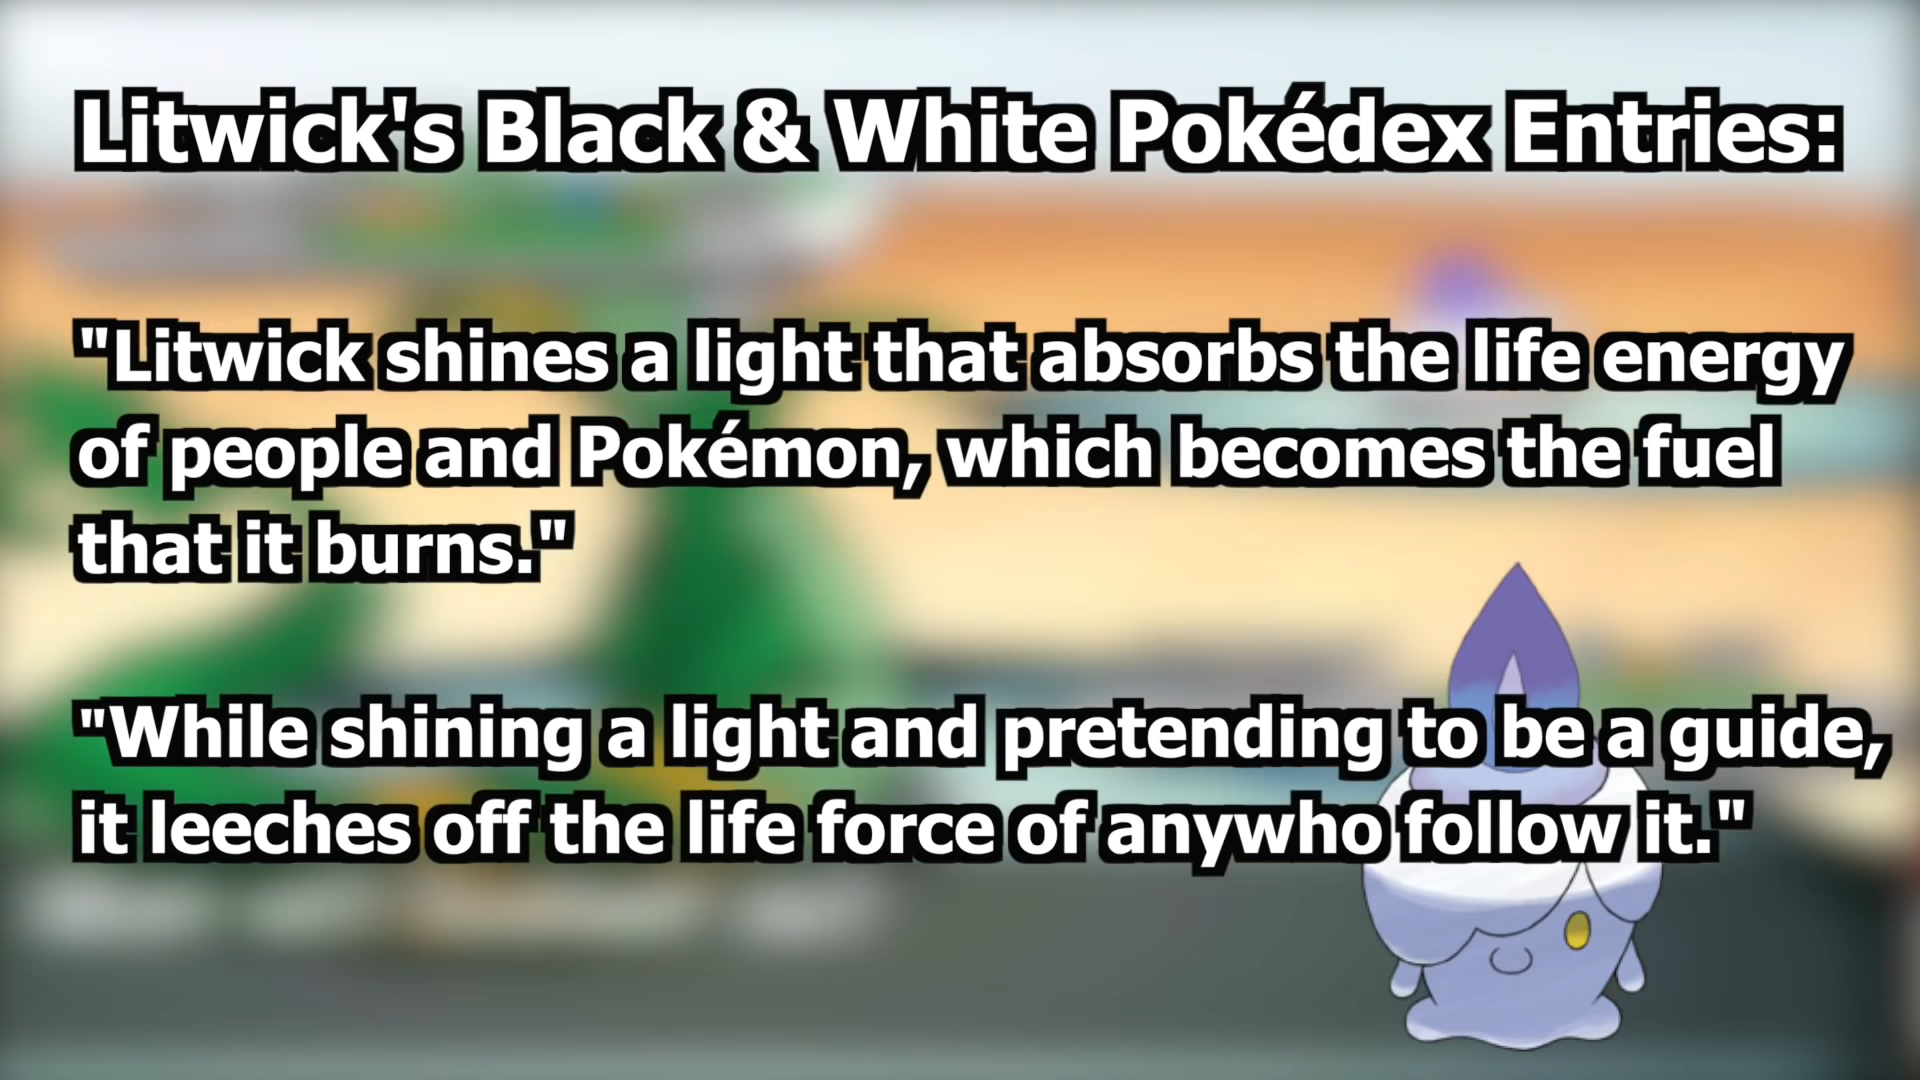 Litwick's Black & White Pokédex Entries:
"Litwick shines a light that absorbs the life energy
of people and Pokémon, which becomes the fuel
that it burns."
"While shining a light and pretending to be a guide,
it leeches off the life force of anywho follow it."